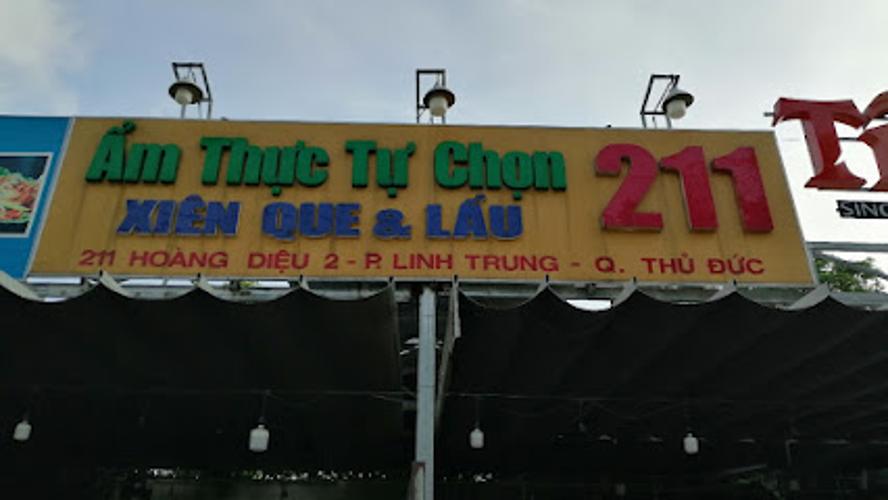 Ẩm Thực Tự Chọn 211
XIÊN QUE & LẨU
211 HOÀNG DIỆU 2 - P. LINH TRUNG - Q. THỦ ĐỨC